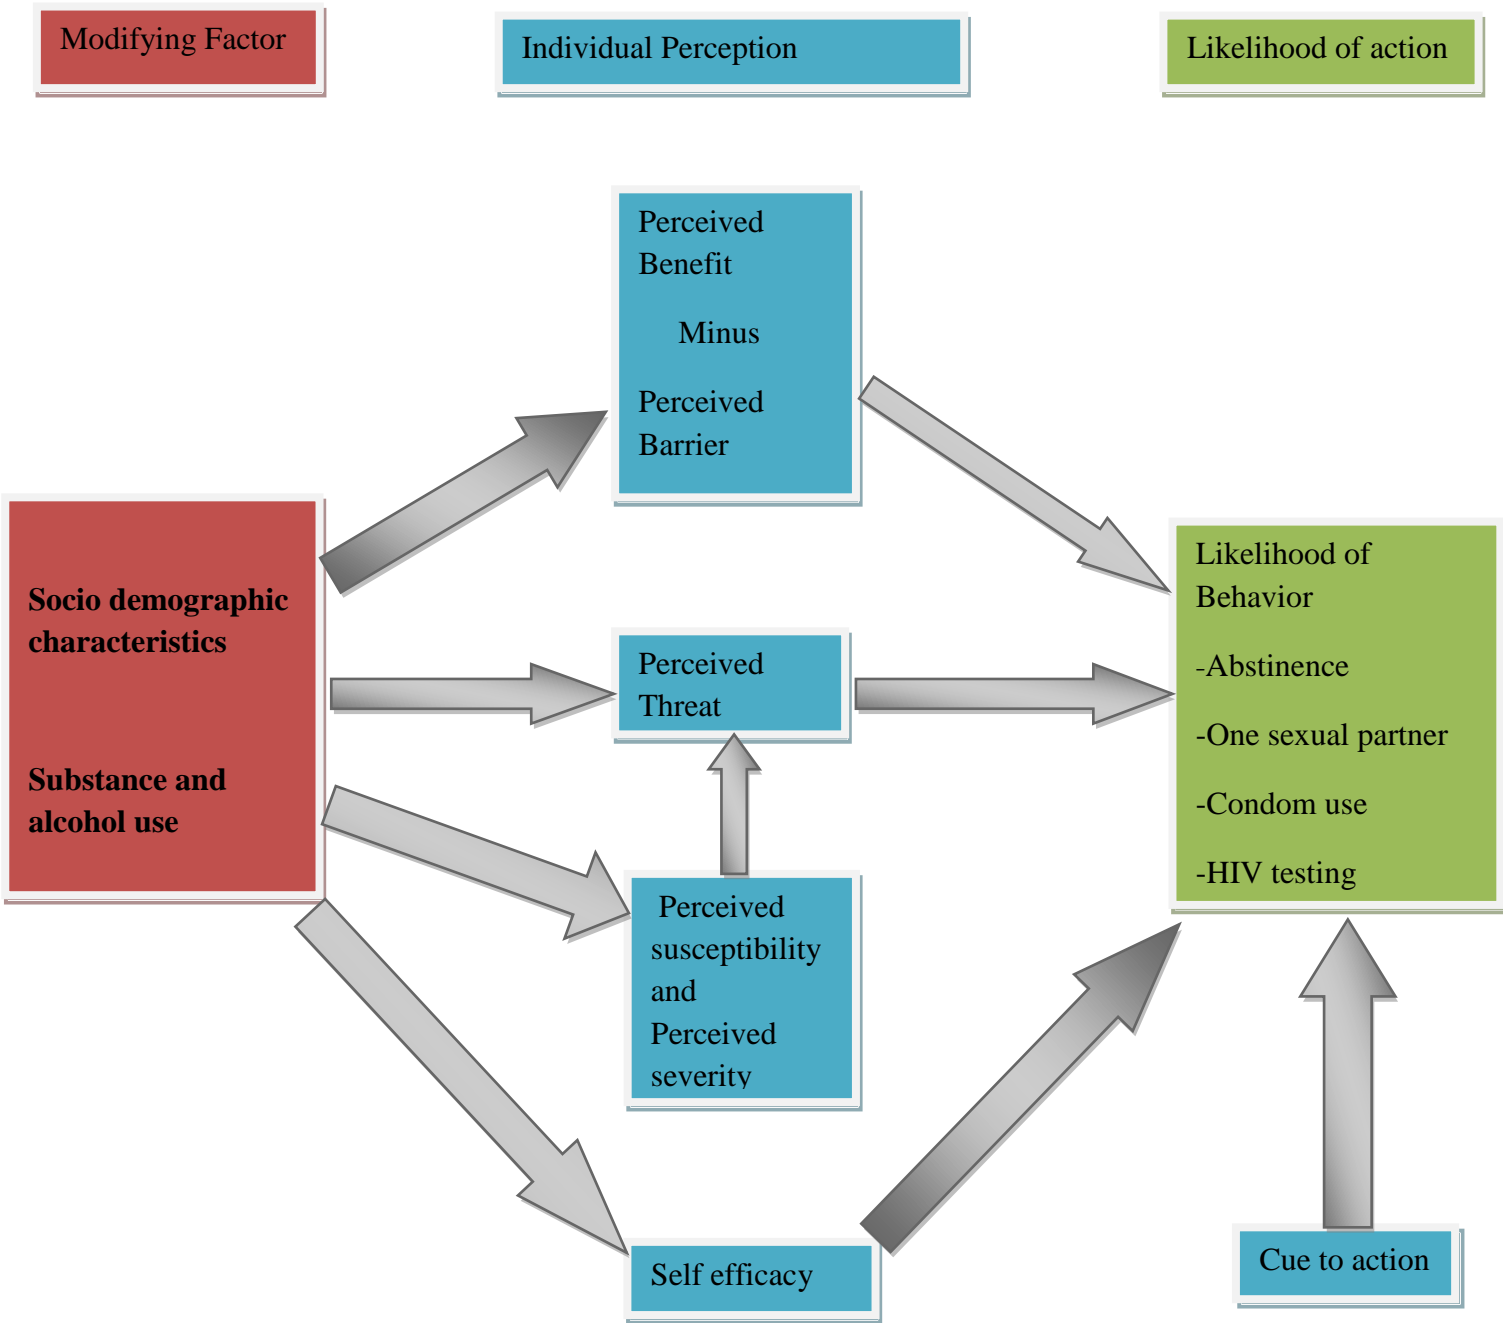 Modifying Factor
Individual Perception
Likelihood of action
Perceived
Benefit
Minus
Perceived
Barrier
Socio demographic
characteristics
Substance and
alcohol use
Perceived
Threat
Perceived
susceptibility
and
Perceived
severity
Self efficacy
Likelihood of
Behavior
-Abstinence
-One sexual partner
-Condom use
-HIV testing
Cue to action